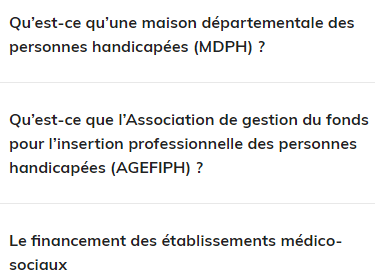 Qu’est-ce qu’une maison départementale des
personnes handicapées (MDPH) ?
Qu’est-ce que l’Association de gestion du fonds
pour l’insertion professionnelle des personnes
handicapées (AGEFIPH) ?
Le financement des établissements médico-
sociaux